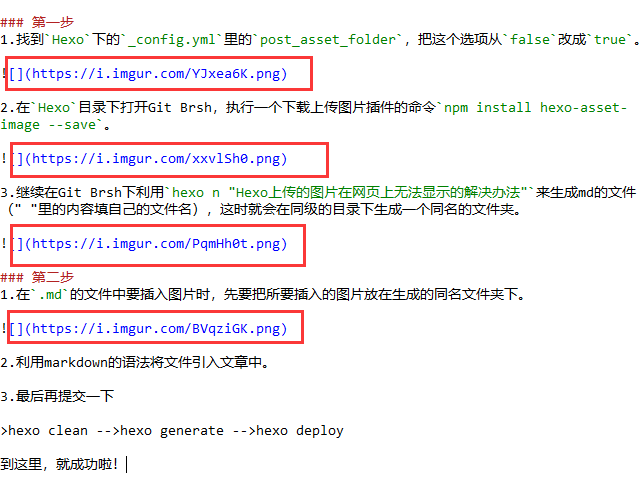 ### 第一步
1.找到`Hexo`下的`_config.yml`里的`post_asset_folder`，把这个选项从`false`改成`true`。
![](https://i.imgur.com/YJxea6K.png)
2.在`Hexo`目录下打开Git Brsh，执行一个下载上传图片插件的命令`npm install hexo-asset-
image --save`。
![](https://i.imgur.com/xxvlSh0.png)
3.继续在Git Brsh下利用`hexo n "Hexo上传的图片在网页上无法显示的解决办法"`来生成md的文件
（" "里的内容填自己的文件名），这时就会在同级的目录下生成一个同名的文件夹。
![](https://i.imgur.com/PqmHh0t.png)
### 第二步
1.在`.md`的文件中要插入图片时，先要把所要插入的图片放在生成的同名文件夹下。
![](https://i.imgur.com/BVqziGK.png)
2.利用markdown的语法将文件引入文章中。
3.最后再提交一下
>hexo clean -->hexo generate -->hexo deploy
到这里，就成功啦！